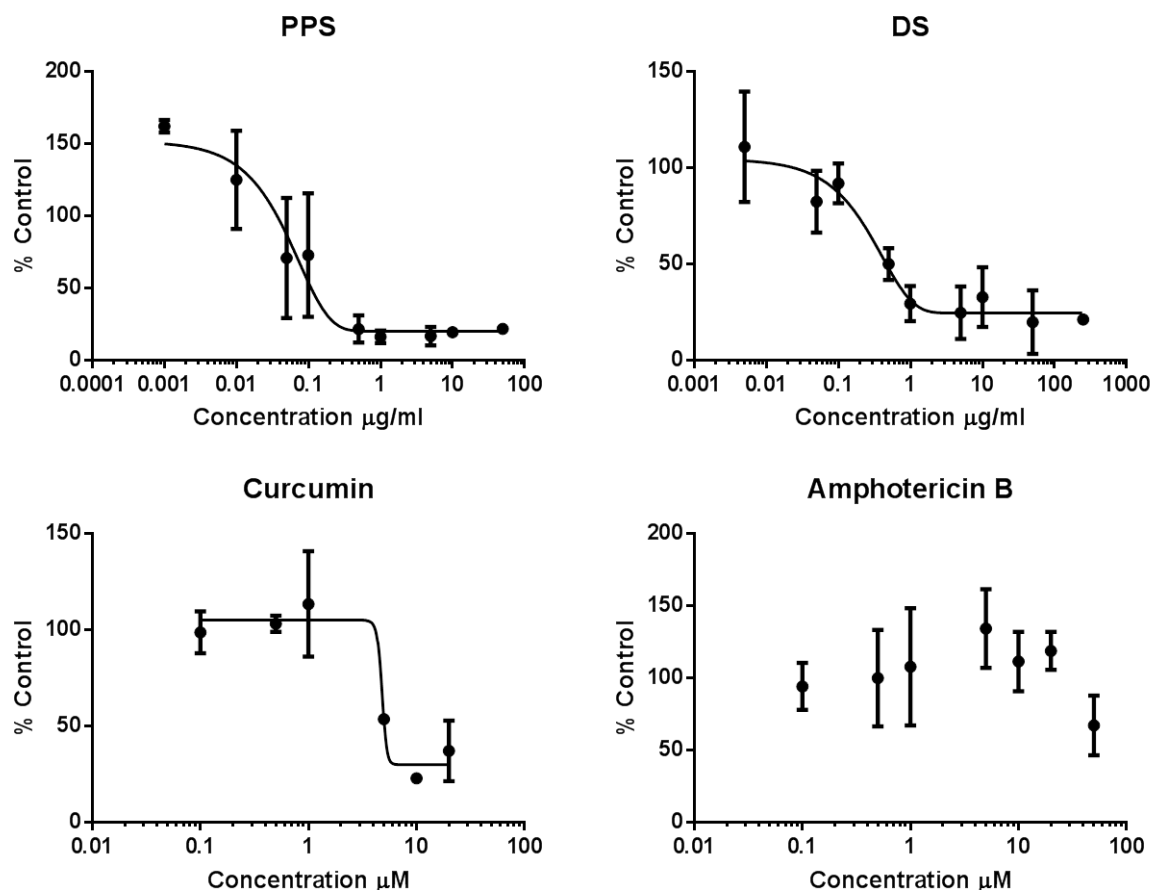 PPS
200
150
100
50
0
% Control
0.0001 0.001 0.01 0.1 1 10 100
Concentration μg/ml
DS
150
100
50
0
% Control
0.001 0.01 0.1 1 10 100 1000
Concentration μg/ml
Curcumin
150
100
50
0
% Control
0.01 0.1 1 10 100
Concentration μM
Amphotericin B
200
150
100
50
0
% Control
0.01 0.1 1 10 100
Concentration μM